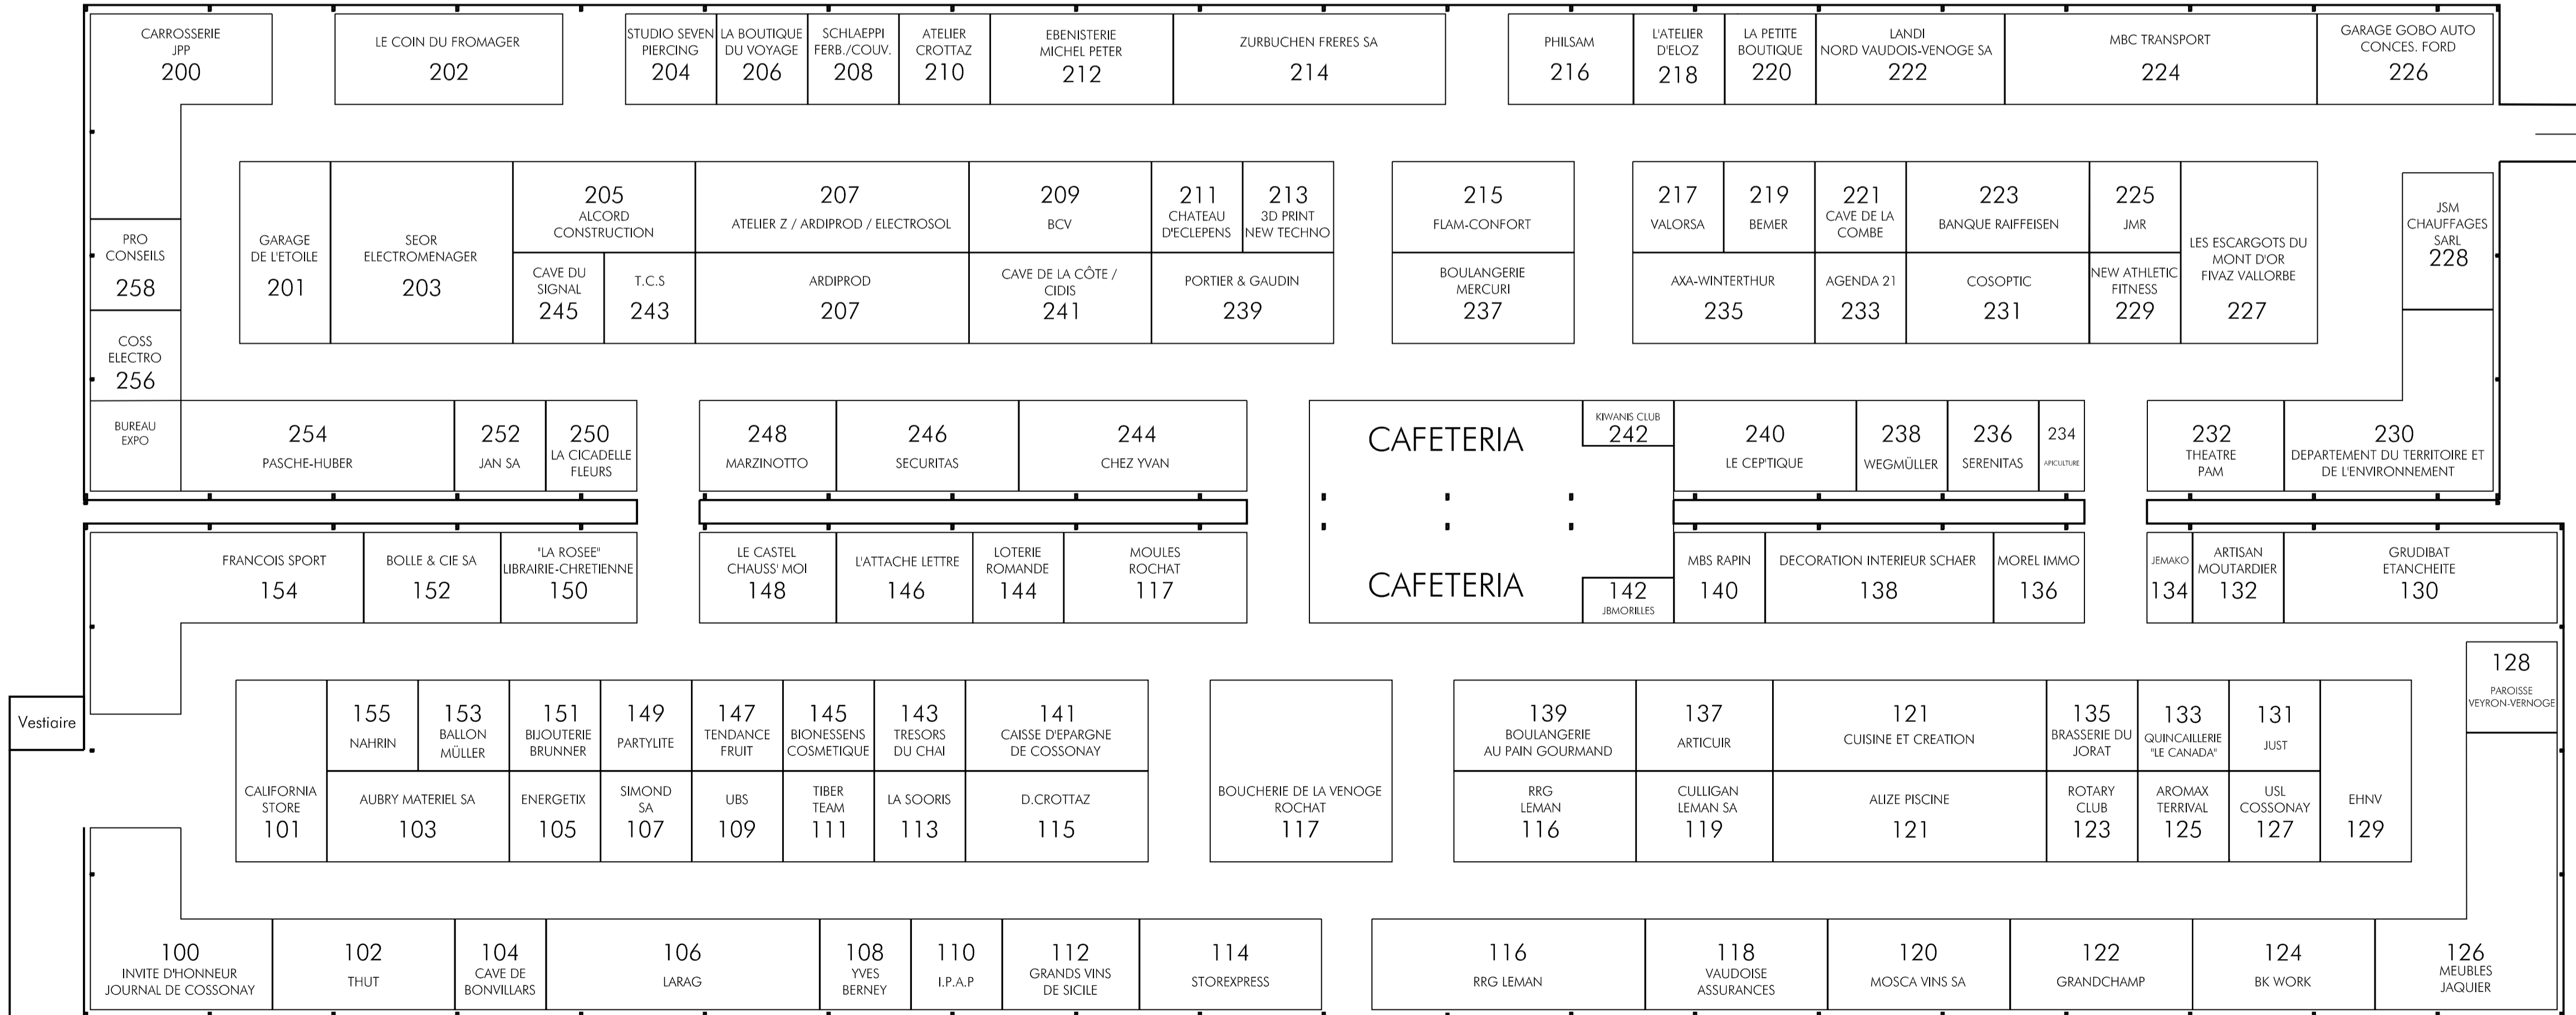 CARROSSERIE
JPP
200
LE COIN DU FROMAGER
202
STUDIO SEVEN
PIERCING
204
LA BOUTIQUE
DU VOYAGE
206
SCHLAEPPI
FERB./COUV.
208
ATELIER
CROTTAZ
210
EBENISTERIE
MICHEL PETER
212
ZURBUCHEN FRERES SA
214
PHILSAM
216
L'ATELIER
D'ELOZ
218
LA PETITE
BOUTIQUE
220
LANDI
NORD VAUDOIS-VENOGE SA
222
MBC TRANSPORT
224
GARAGE GOBO AUTO
CONCES. FORD
226
PRO
CONSEILS
258
GARAGE
DE L'ETOILE
201
SEOR
ELECTROMENAGER
203
205
ALCORD
CONSTRUCTION
207
ATELIER Z / ARDIPROD / ELECTROSOL
209
BCV
211
CHATEAU
D'ECLEPENS
213
3D PRINT
NEW TECHNO
215
FLAM-CONFORT
217
VALORSA
219
BEMER
221
CAVE DE LA
COMBE
223
BANQUE RAIFFEISEN
225
JMR
LES ESCARGOTS DU
MONT D'OR
FIVAZ VALLORBE
227
JSM
CHAUFFAGES
SARL
228
COSS
ELECTRO
256
CAVE DU
SIGNAL
245
T.C.S
243
ARDIPROD
207
CAVE DE LA CÔTE /
CIDIS
241
PORTIER & GAUDIN
239
BOULANGERIE
MERCURI
237
AXA-WINTERTHUR
235
AGENDA 21
233
COSOPTIC
231
NEW ATHLETIC
FITNESS
229
BUREAU
EXPO
254
PASCHE-HUBER
252
JAN SA
250
LA CICADELLE
FLEURS
248
MARZINOTTO
246
SECURITAS
244
CHEZ YVAN
CAFETERIA
KIWANIS CLUB
242
240
LE CEP'TIQUE
238
WEGMÜLLER
236
SERENITAS
234
APICULTURE
232
THEATRE
PAM
230
DEPARTEMENT DU TERRITOIRE ET
DE L'ENVIRONNEMENT
FRANCOIS SPORT
154
BOLLE & CIE SA
152
"LA ROSEE"
LIBRAIRIE-CHRETIENNE
150
LE CASTEL
CHAUSS' MOI
148
L'ATTACHE LETTRE
146
LOTERIE
ROMANDE
144
MOULES
ROCHAT
117
CAFETERIA
142
JBMORILLES
MBS RAPIN
140
DECORATION INTERIEUR SCHAER
138
MOREL IMMO
136
JEMAKO
134
ARTISAN
MOUTARDIER
132
GRUDIBAT
ETANCHEITE
130
128
PAROISSE
VEYRON-VERNOGE
Vestiaire
CALIFORNIA
STORE
101
155
NAHRIN
153
BALLON
MÜLLER
151
BIJOUTERIE
BRUNNER
149
PARTYLITE
147
TENDANCE
FRUIT
145
BIONESSENS
COSMETIQUE
143
TRESORS
DU CHAI
141
CAISSE D'EPARGNE
DE COSSONAY
BOUCHERIE DE LA VENOGE
ROCHAT
117
139
BOULANGERIE
AU PAIN GOURMAND
137
ARTICUIR
121
CUISINE ET CREATION
135
BRASSERIE DU
JORAT
133
QUINCAILLERIE
"LE CANADA"
131
JUST
EHNV
129
AUBRY MATERIEL SA
103
ENERGETIX
105
SIMOND
SA
107
UBS
109
TIBER
TEAM
111
LA SOORIS
113
D.CROTTAZ
115
RRG
LEMAN
116
CULLIGAN
LEMAN SA
119
ALIZE PISCINE
121
ROTARY
CLUB
123
AROMAX
TERRIVAL
125
USL
COSSONAY
127
100
INVITE D'HONNEUR
JOURNAL DE COSSONAY
102
THUT
104
CAVE DE
BONVILLARS
106
LARAG
108
YVES
BERNEY
110
I.P.A.P
112
GRANDS VINS
DE SICILE
114
STOREXPRESS
116
RRG LEMAN
118
VAUDOISE
ASSURANCES
120
MOSCA VINS SA
122
GRANDCHAMP
124
BK WORK
126
MEUBLES
JAQUIER